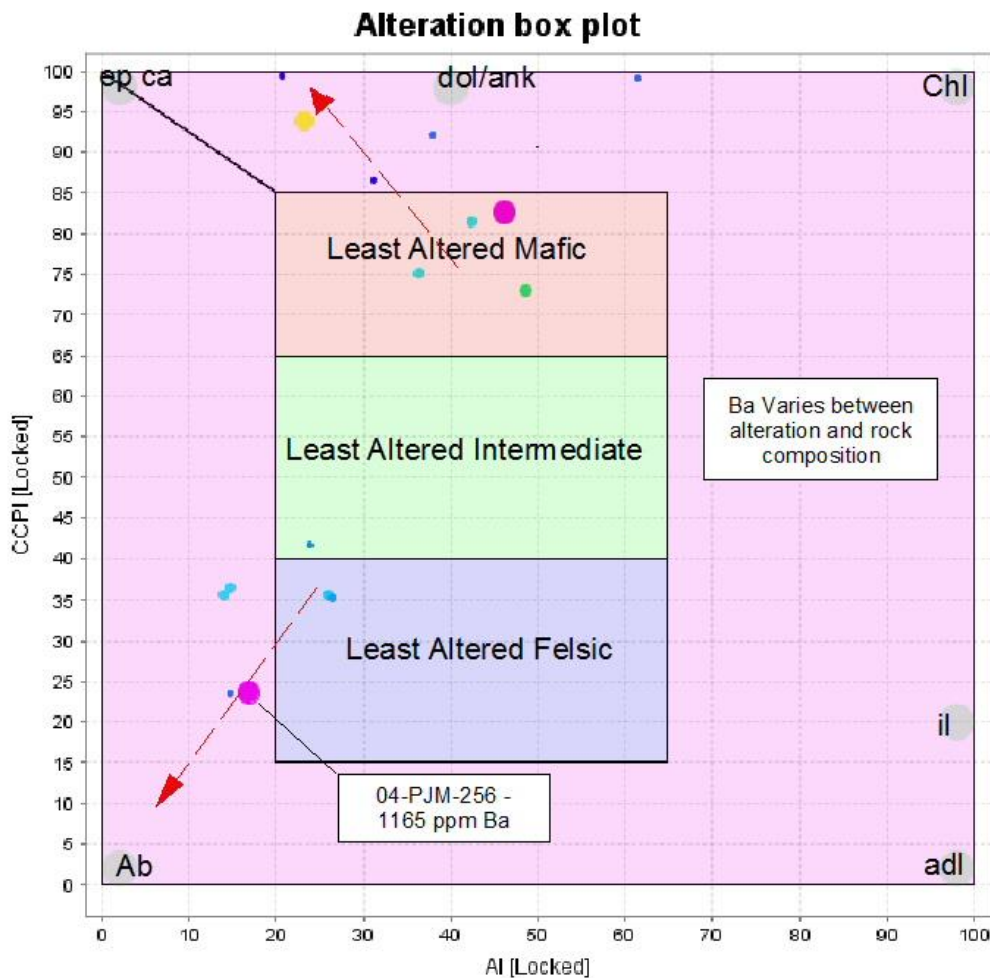 Alteration box plot
100
95
90
85
80
75
70
65
60
55
50
45
40
35
30
25
20
15
10
5
0
CCPI [Locked]
ep ca
dol/ank
Chl
Least Altered Mafic
Least Altered Intermediate
Ba Varies between
alteration and rock
composition
Least Altered Felsic
il
04-PJM-256 -
1165 ppm Ba
Ab
adl
0
10
20
30
40
50
60
70
80
90
100
AI [Locked]